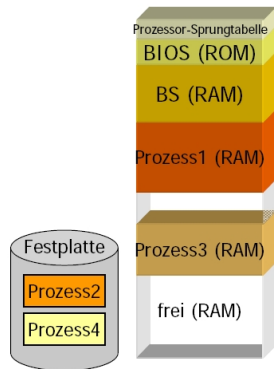 Prozessor-Sprungtabelle
BIOS (ROM)
BS (RAM)
Prozess1 (RAM)
Prozess3 (RAM)
frei (RAM)
Festplatte
Prozess2
Prozess4